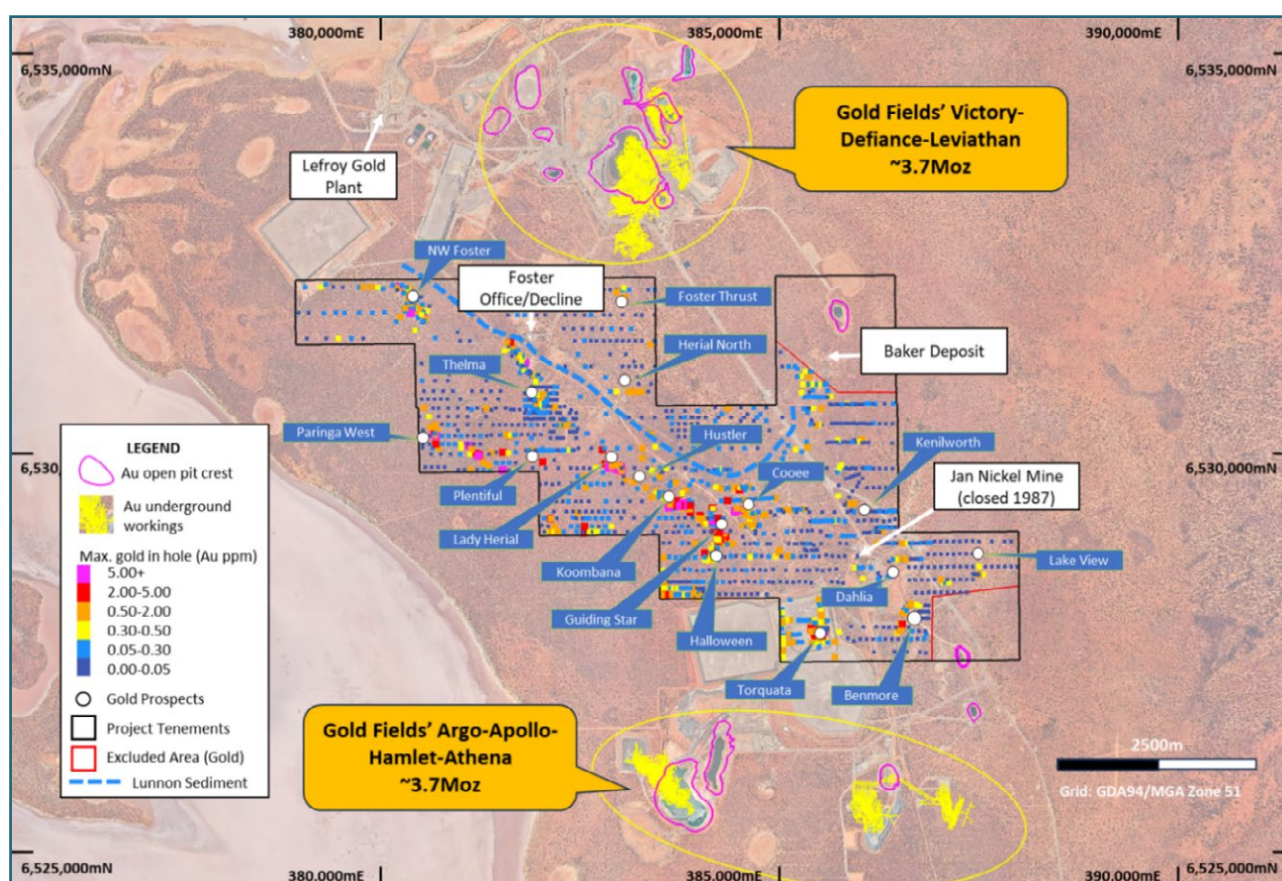 380,000mE
385,000mE
390,000mE
6,535,000mN
6,535,000mN
Gold Fields’ Victory-
Defiance-Leviathan
~3.7Moz
Lefroy Gold
Plant
NW Foster
Foster
Office/Decline
Foster Thrust
Herial North
Baker Deposit
Thelma
Paringa West
Hustler
Kenilworth
6,530,
6,530,000mN
Cooee
Jan Nickel Mine
(closed 1987)
Plentiful
Lady Herial
Koombana
Lake View
Guiding Star
Dahlia
Halloween
Torquata
Benmore
LEGEND
Au open pit crest
Au underground
workings
Max. gold in hole (Au ppm)
5.00+
2.00-5.00
0.50-2.00
0.30-0.50
0.05-0.30
0.00-0.05
Gold Prospects
Project Tenements
Excluded Area (Gold)
Lunnon Sediment
Gold Fields’ Argo-Apollo-
Hamlet-Athena
~3.7Moz
2500m
Grid: GDA94/MGA Zone 51
6,525,000mN
6,525,000mN
380,000mE
385,000mE
390,000mE